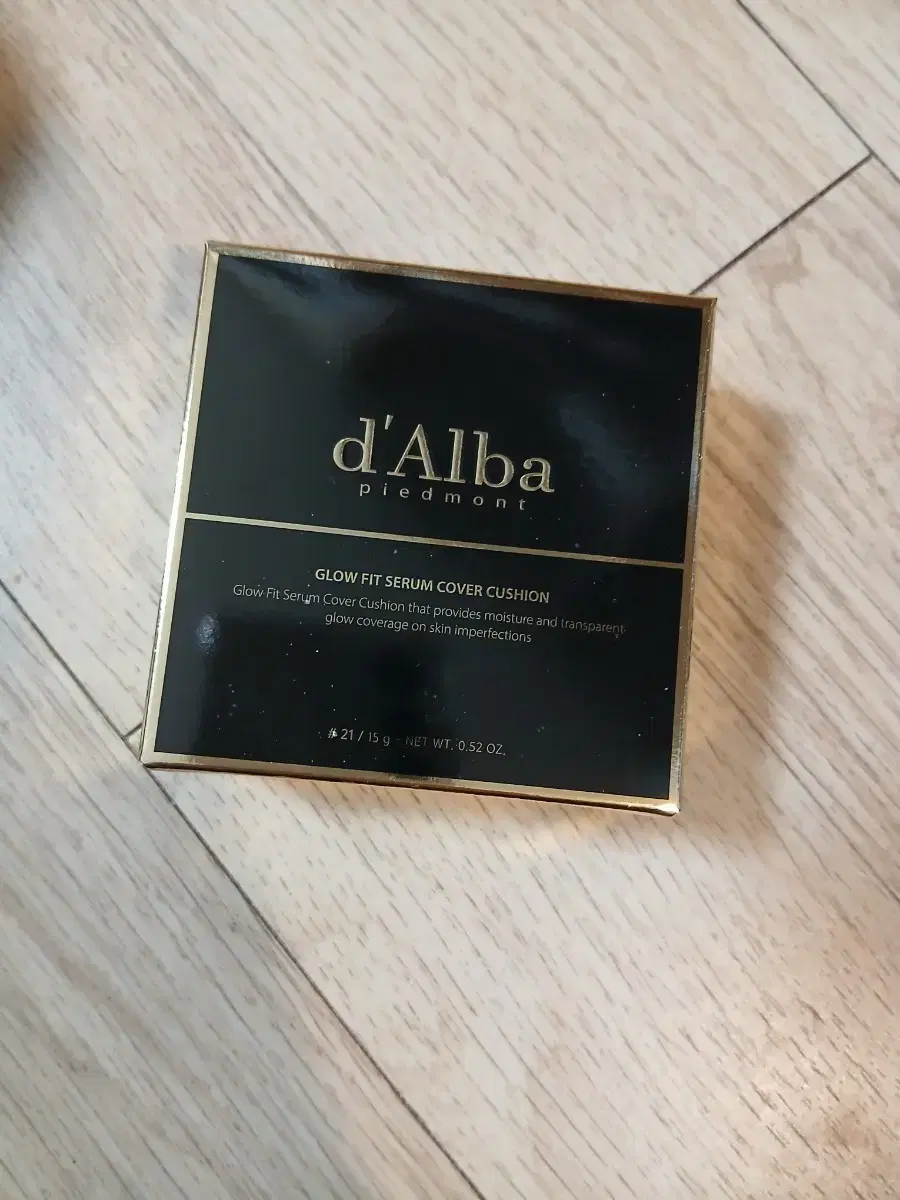 d'Alba
piedmont
GLOW FIT SERUM COVER CUSHION
Glow Fit Serum Cover Cushion that provides moisture and transparent
glow coverage on skin imperfections
# 21 / 15 g - NET WT. 0.52 OZ.